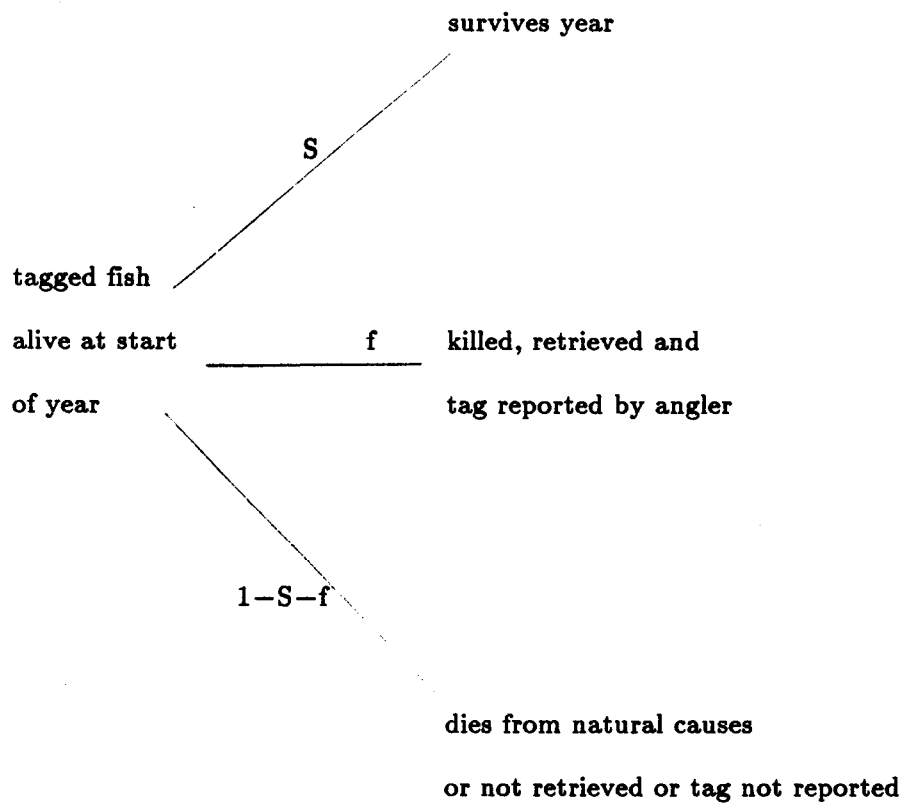 survives year
S
tagged fish
alive at start
of year
f
killed, retrieved and
tag reported by angler
1–S–f
dies from natural causes
or not retrieved or tag not reported